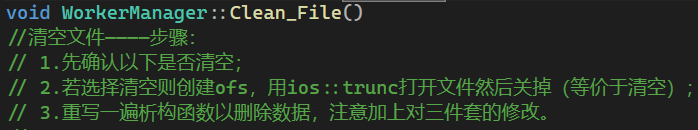 void WorkerManager::Clean_File()
//清空文件————步骤：
// 1.先确认以下是否清空；
// 2.若选择清空则创建ofs，用ios::trunc打开文件然后关掉（等价于清空）；
// 3.重写一遍析构函数以删除数据，注意加上对三件套的修改。